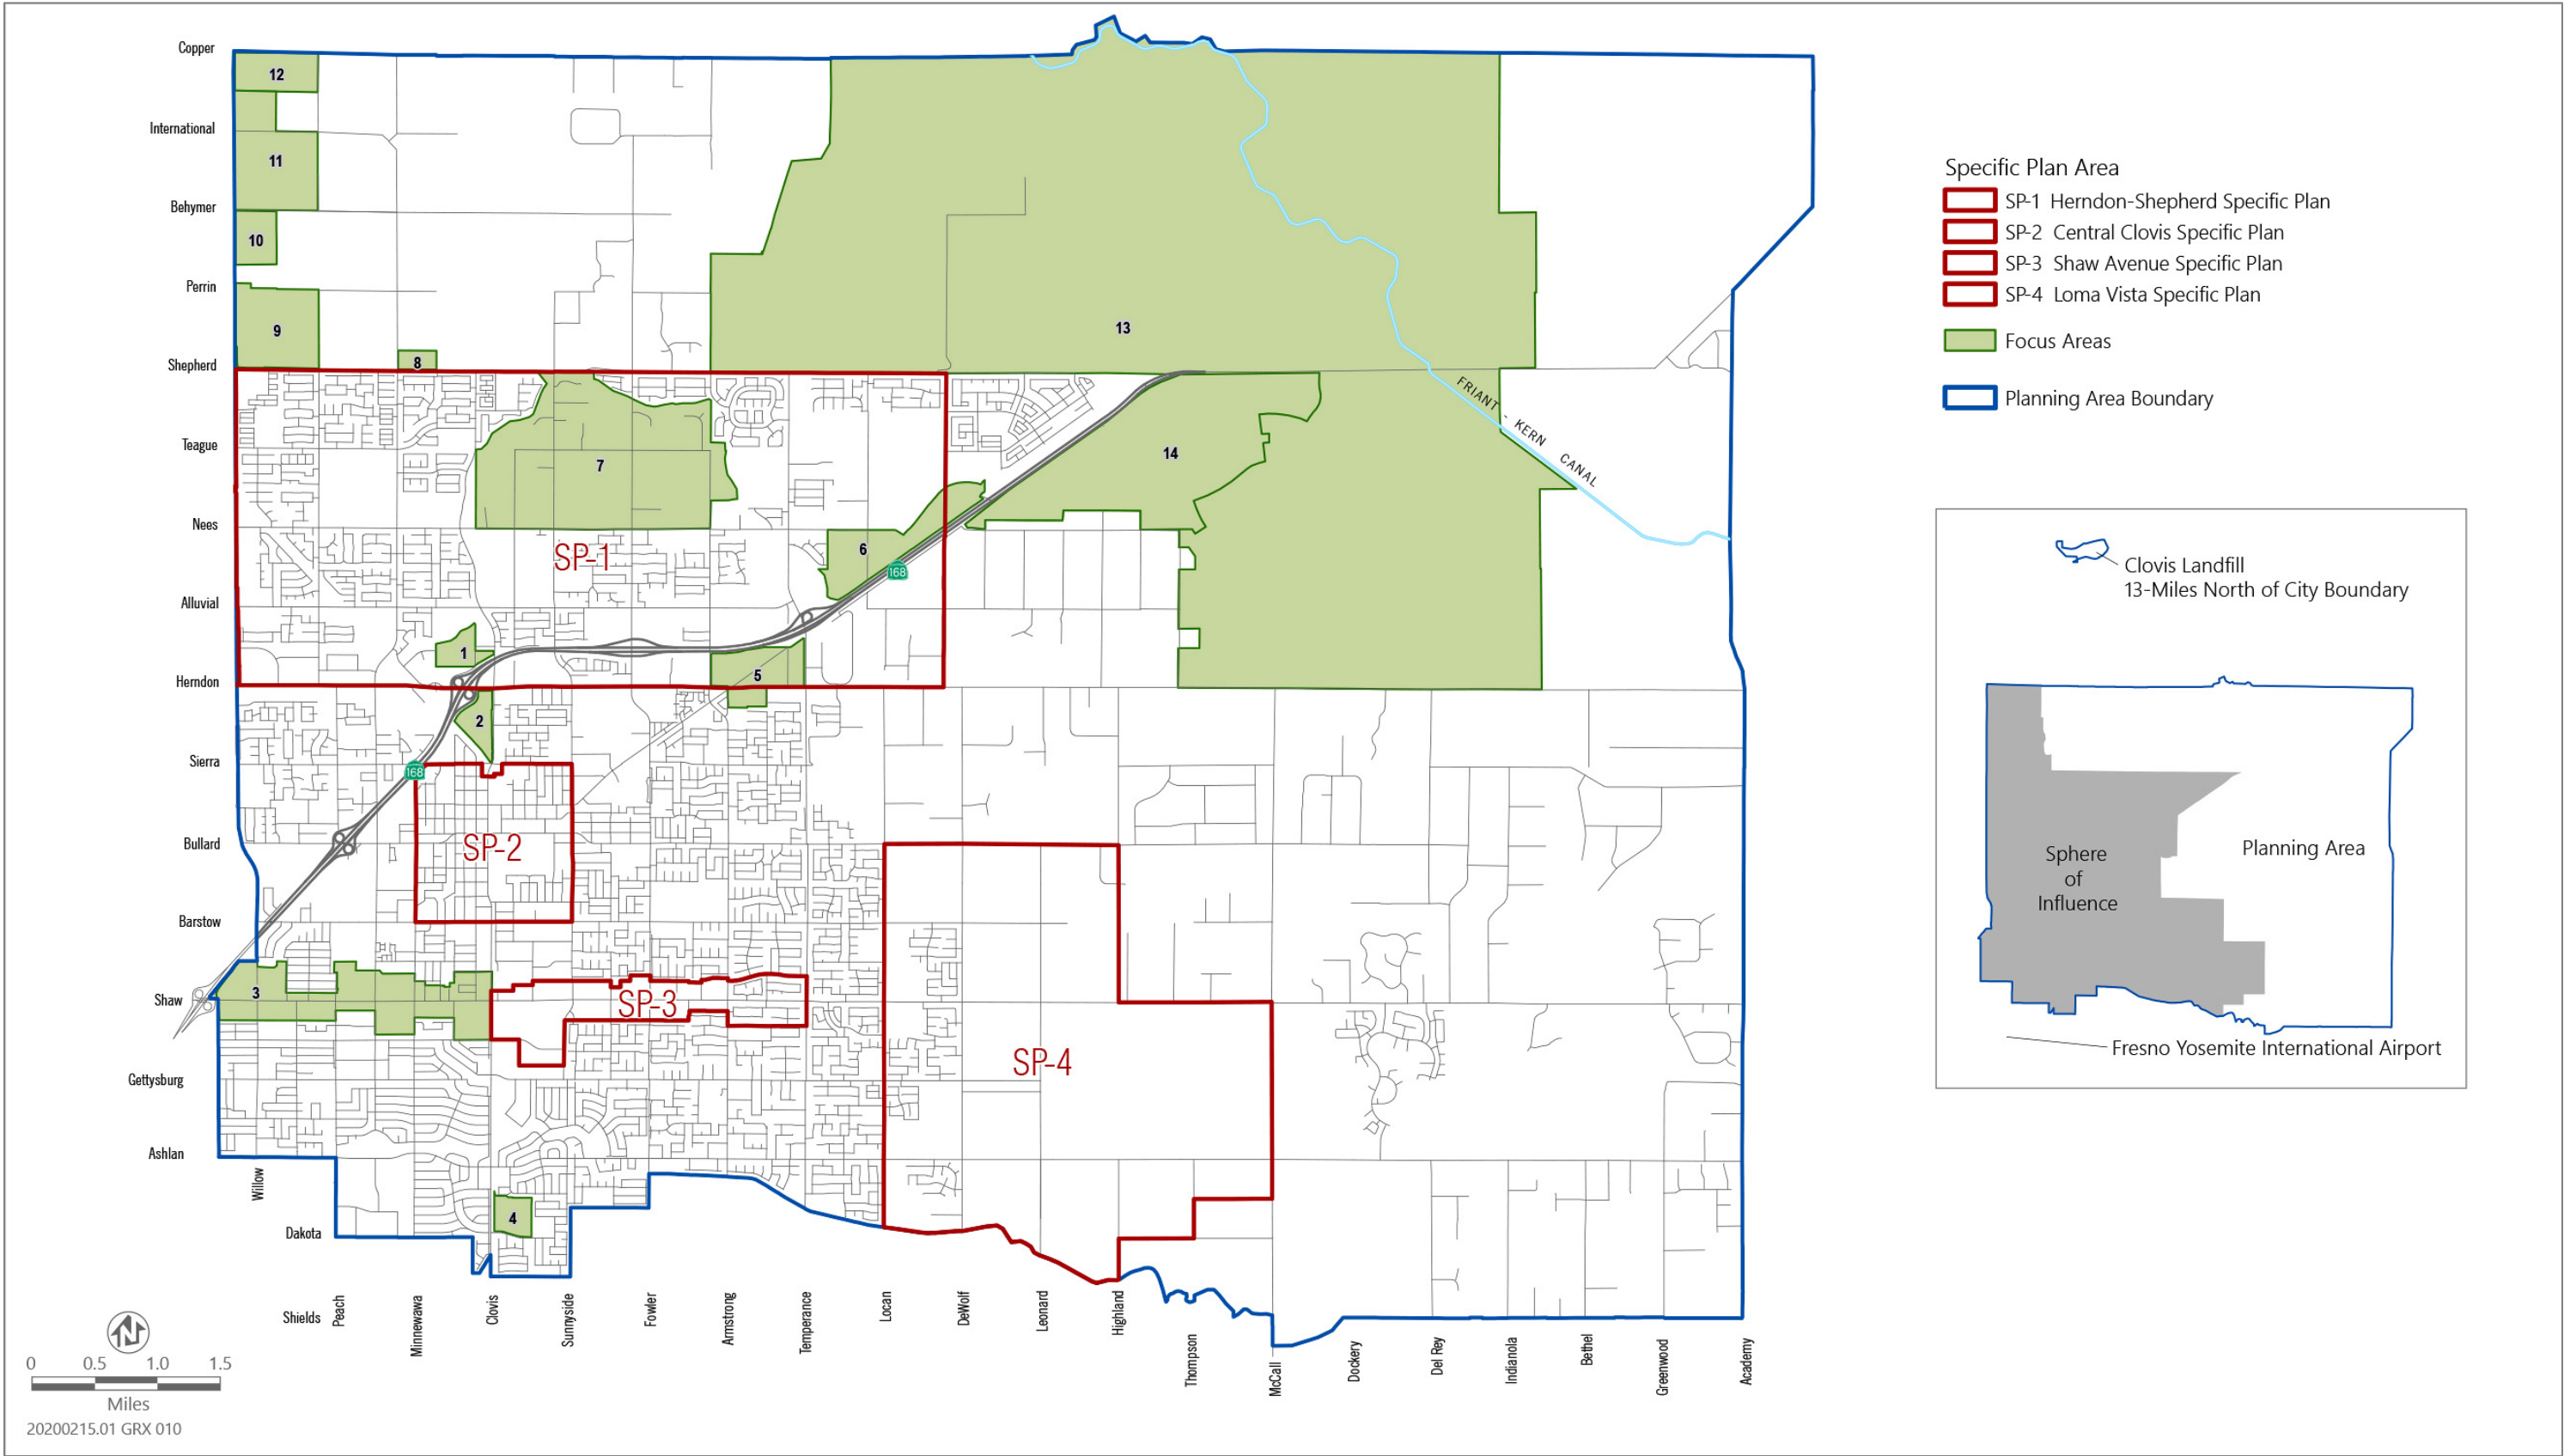 Copper
International
Behymer
Perrin
Shepherd
Teague
Nees
Alluvial
Herndon
Sierra
Bullard
Barstow
Shaw
Gettysburg
Ashlan
Dakota
Shields
Willow
Peach
Minnewawa
Clovis
Sunnyside
Fowler
Armstrong
Temperance
Locan
DeWolf
Leonard
Highland
Thompson
McCall
Dockery
Del Rey
Indianola
Bethel
Greenwood
Academy
12
11
10
9
8
13
7
14
6
168
1
5
2
168
3
4
SP-1
SP-2
SP-3
SP-4
FRIANT - KERN CANAL
Specific Plan Area
SP-1 Herndon-Shepherd Specific Plan
SP-2 Central Clovis Specific Plan
SP-3 Shaw Avenue Specific Plan
SP-4 Loma Vista Specific Plan
Focus Areas
Planning Area Boundary
Clovis Landfill
13-Miles North of City Boundary
Sphere
of
Influence
Planning Area
Fresno Yosemite International Airport
N
0 0.5 1.0 1.5
Miles
20200215.01 GRX 010